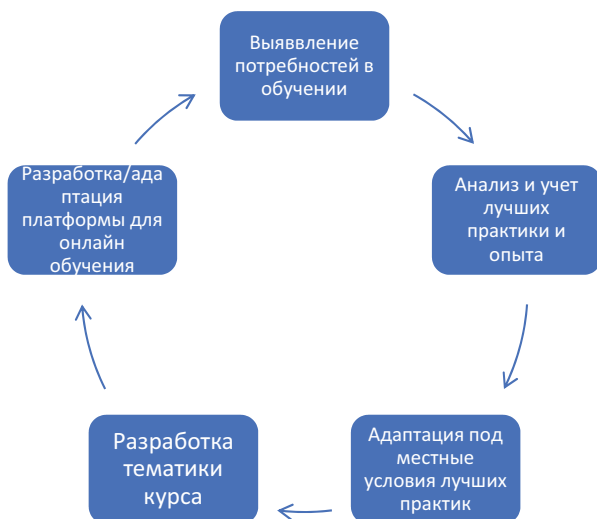 Выяввление
потребностей в
обучении
Анализ и учет
лучших
практики и
опыта
Адаптация под
местные
условия лучших
практик
Разработка
тематики
курса
Разработка/ада
птация
платформы для
онлайн
обучения